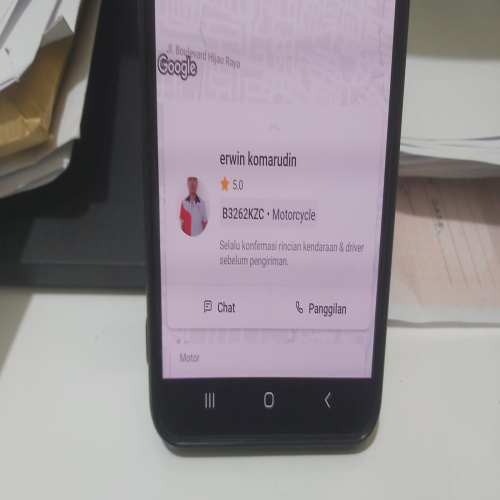 Jl. Boulevard Hijau Raya
Google
erwin komarudin
5.0
B3262KZC • Motorcycle
Selalu konfirmasi rincian kendaraan & driver
sebelum pengiriman.
Chat
Panggilan
Motor